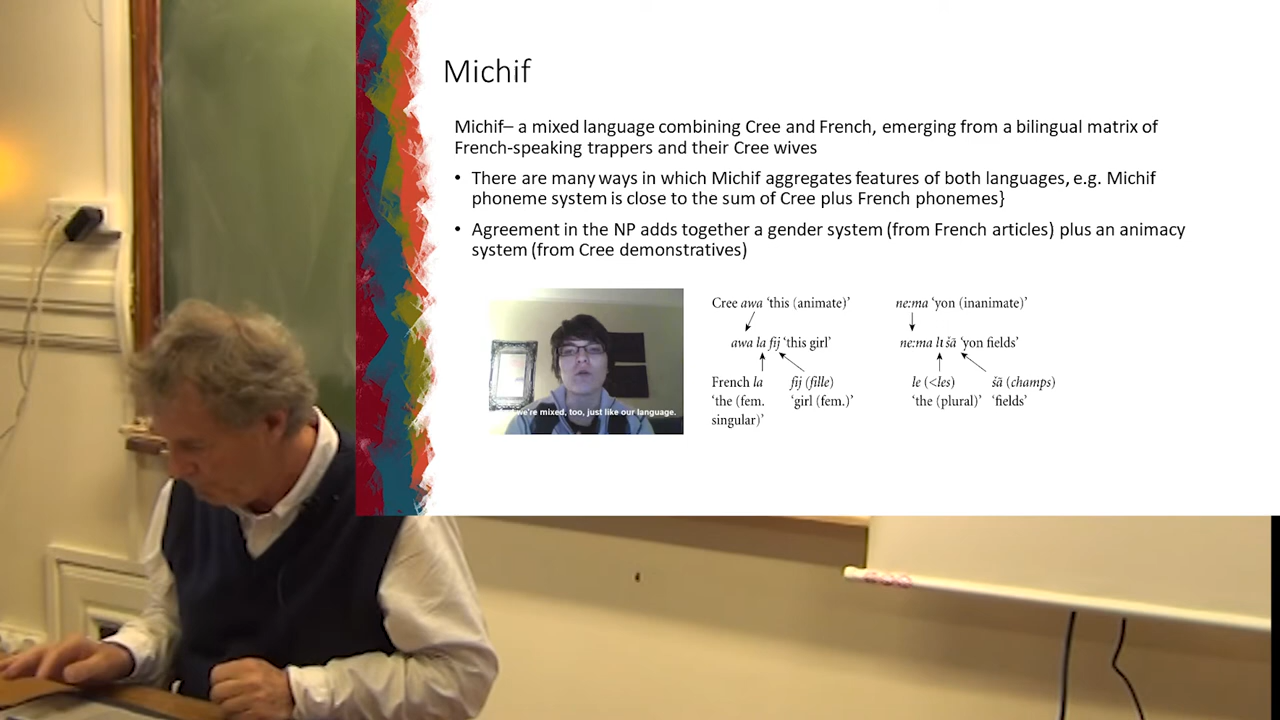 Michif
Michif– a mixed language combining Cree and French, emerging from a bilingual matrix of
French-speaking trappers and their Cree wives
• There are many ways in which Michif aggregates features of both languages, e.g. Michif
phoneme system is close to the sum of Cree plus French phonemes}
• Agreement in the NP adds together a gender system (from French articles) plus an animacy
system (from Cree demonstratives)
we're mixed, too, just like our language.
Cree awa ‘this (animate)’
awa la fij ‘this girl’
French la
‘the (fem.
singular)’
fij (fille)
‘girl (fem.)’
ne:ma ‘yon (inanimate)’
ne:ma lɪ šã ‘yon fields’
le (<les)
‘the (plural)’
šã (champs)
‘fields’